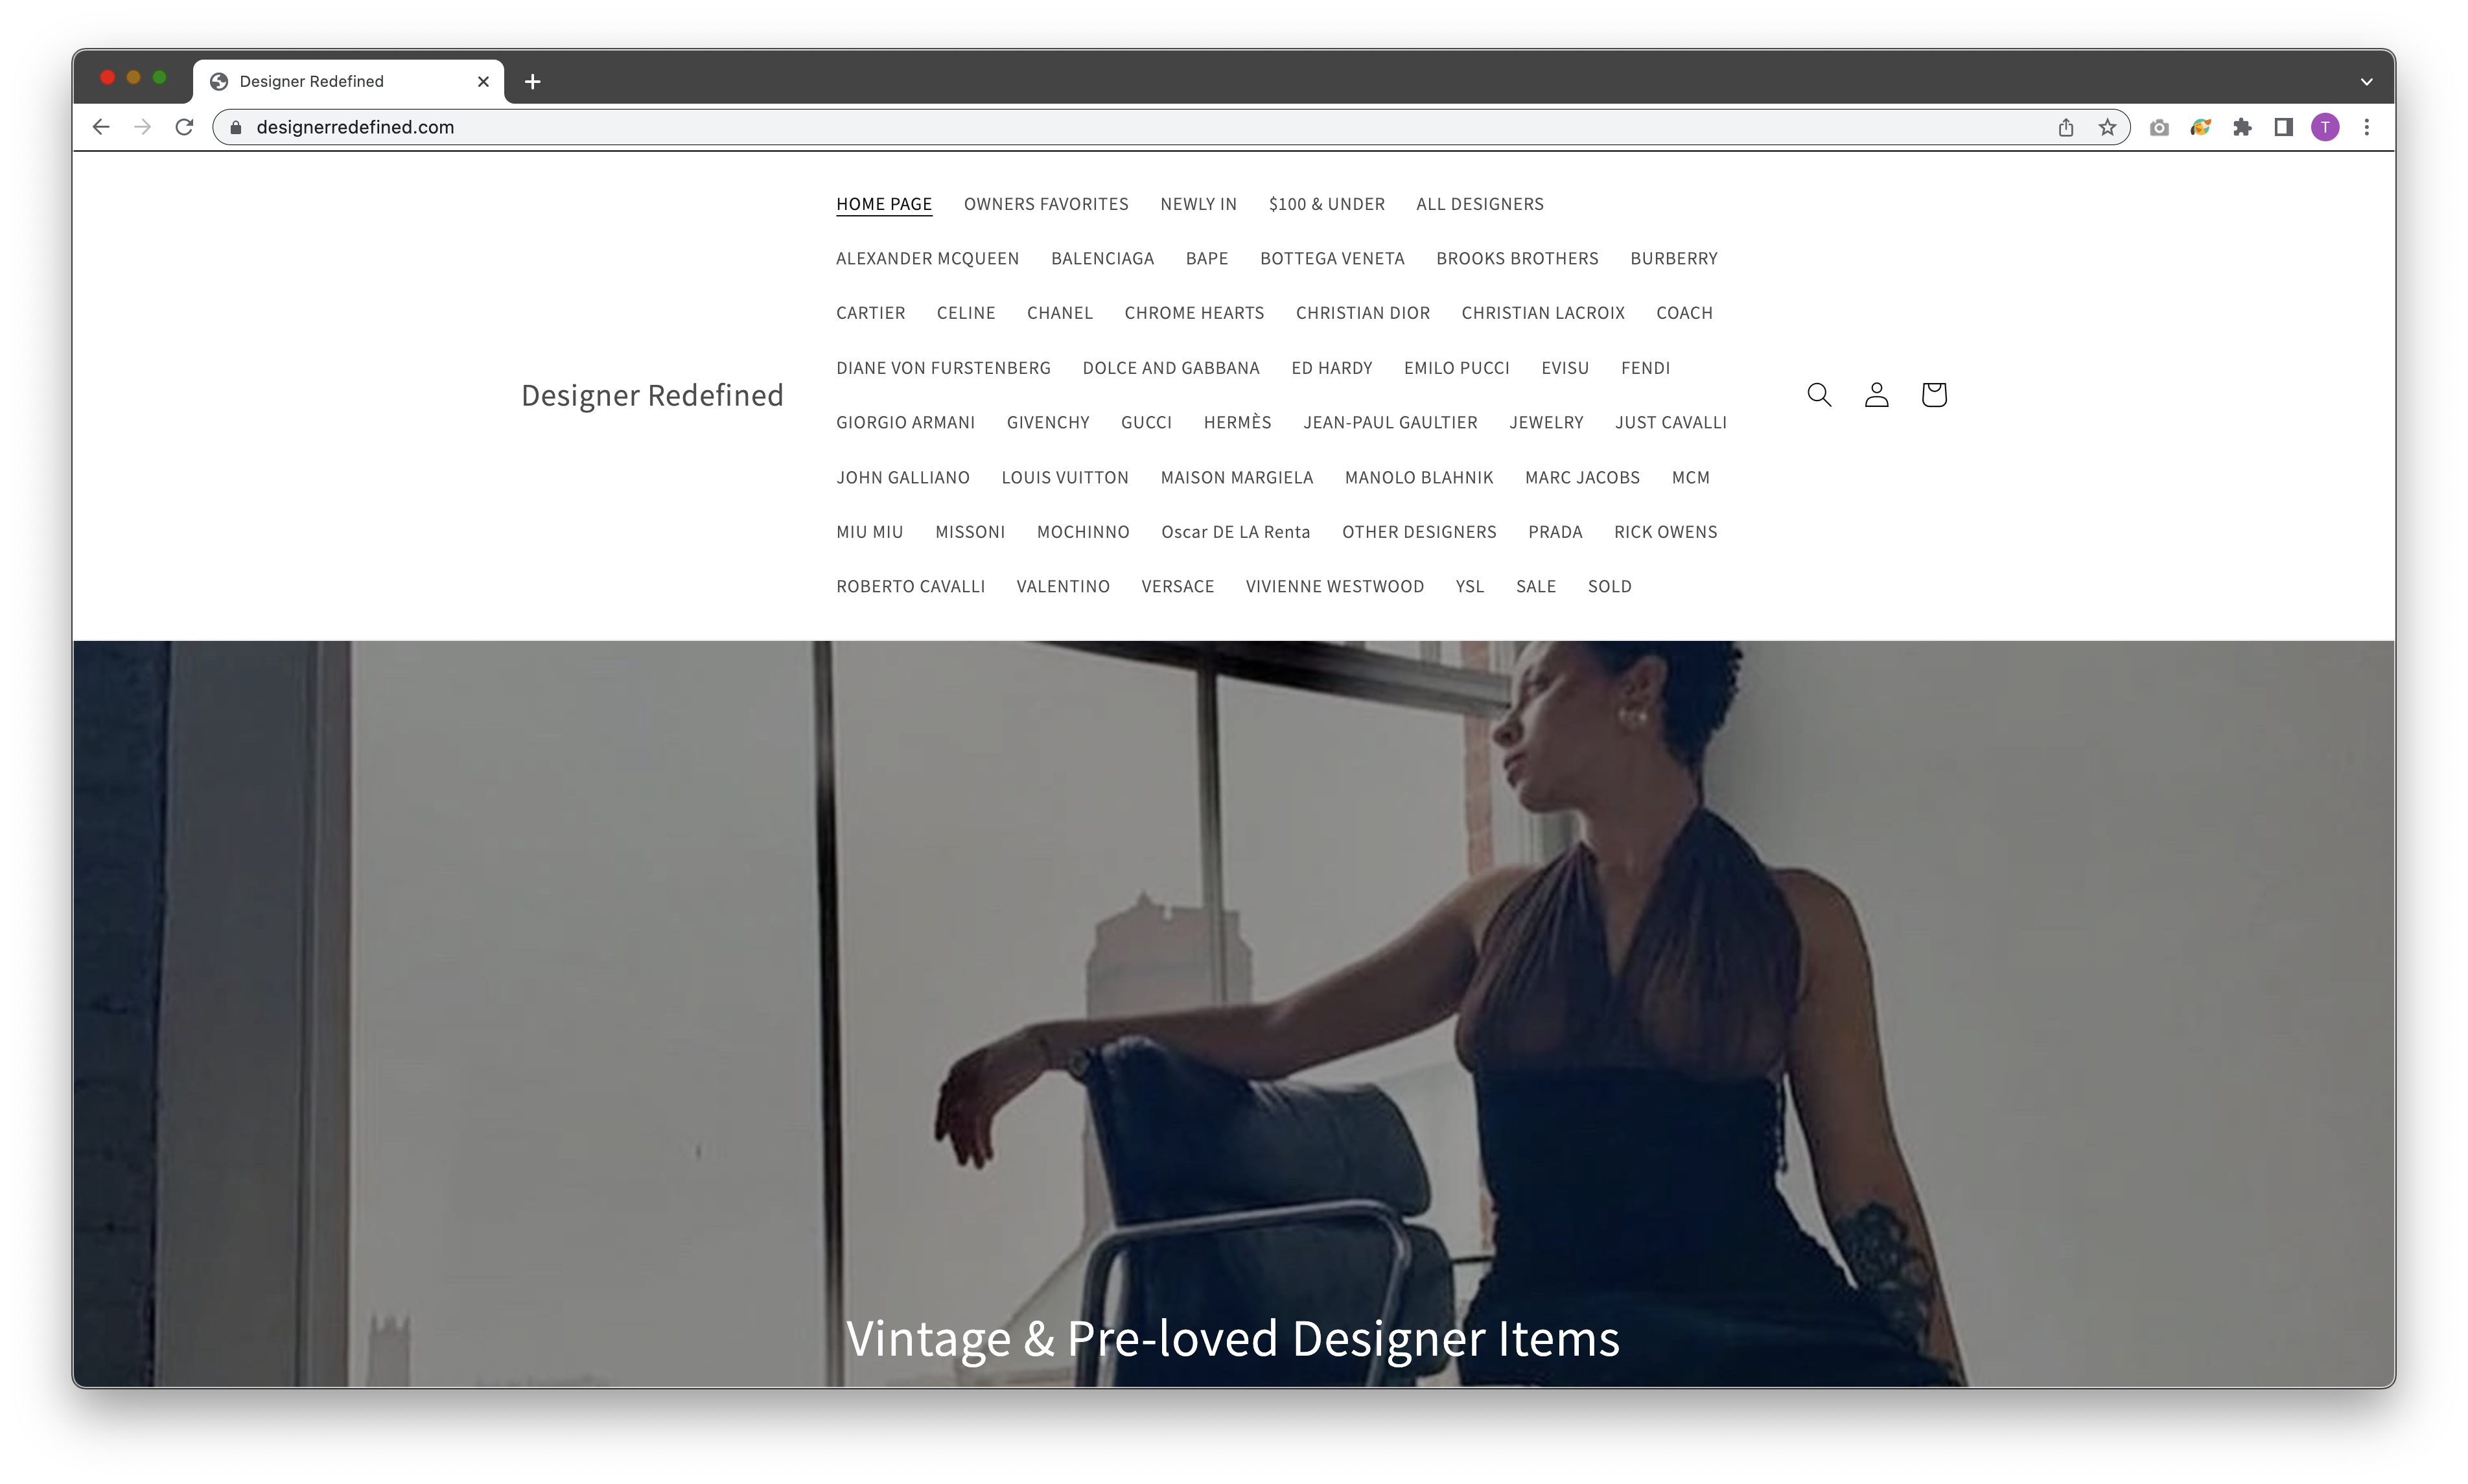 Designer Redefined
designerredefined.com
T
HOME PAGE OWNERS FAVORITES NEWLY IN $100 & UNDER ALL DESIGNERS
ALEXANDER MCQUEEN BALENCIAGA BAPE BOTTEGA VENETA BROOKS BROTHERS BURBERRY
CARTIER CELINE CHANEL CHROME HEARTS CHRISTIAN DIOR CHRISTIAN LACROIX COACH
DIANE VON FURSTENBERG DOLCE AND GABBANA ED HARDY EMILO PUCCI EVISU FENDI
Designer Redefined
GIORGIO ARMANI GIVENCHY GUCCI HERMÈS JEAN-PAUL GAULTIER JEWELRY JUST CAVALLI
JOHN GALLIANO LOUIS VUITTON MAISON MARGIELA MANOLO BLAHNIK MARC JACOBS MCM
MIU MIU MISSONI MOCHINNO Oscar DE LA Renta OTHER DESIGNERS PRADA RICK OWENS
ROBERTO CAVALLI VALENTINO VERSACE VIVIENNE WESTWOOD YSL SALE SOLD
Vintage & Pre-loved Designer Items